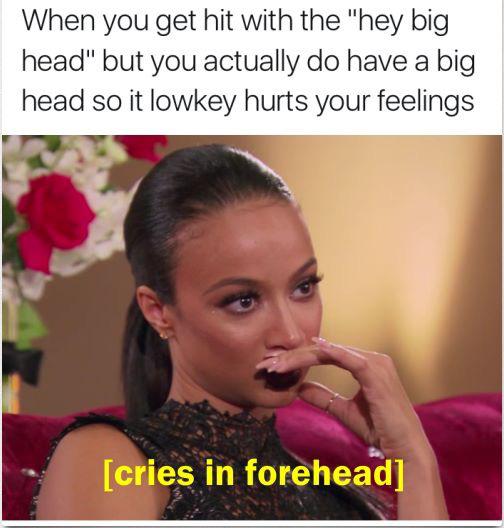 When you get hit with the "hey big
head" but you actually do have a big
head so it lowkey hurts your feelings
[cries in forehead]